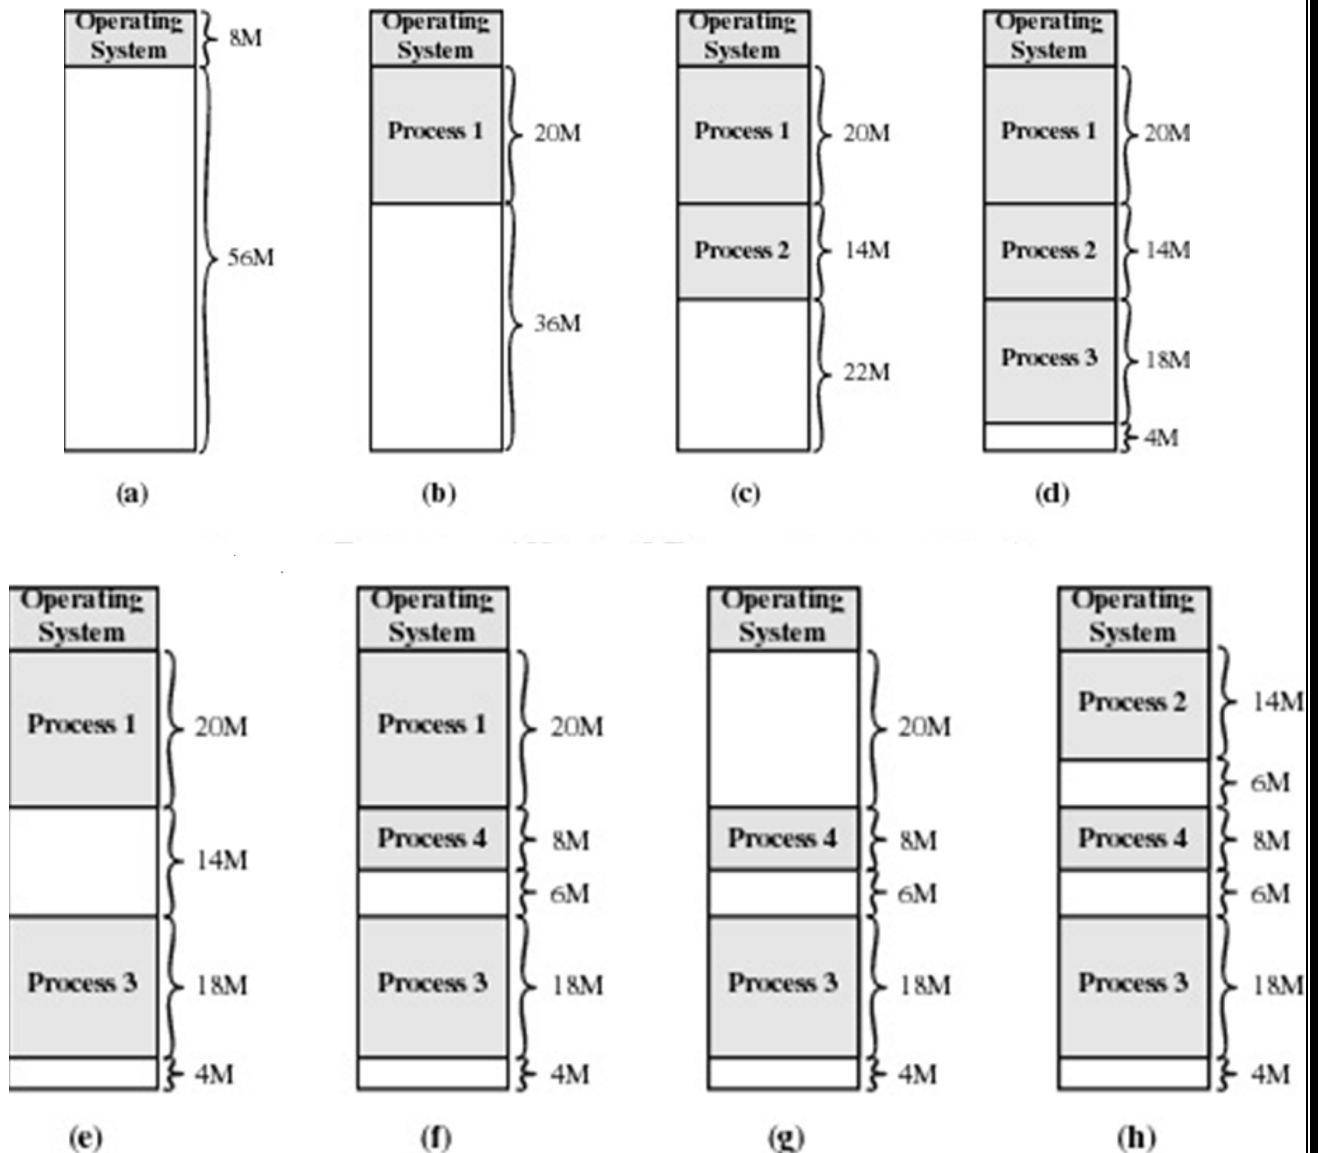 Operating
System
8M
56M
(a)
Operating
System
Process 1
20M
36M
(b)
Operating
System
Process 1
20M
Process 2
14M
22M
(c)
Operating
System
Process 1
20M
Process 2
14M
Process 3
18M
4M
(d)
Operating
System
Process 1
20M
14M
Process 3
18M
4M
(e)
Operating
System
Process 1
20M
Process 4
8M
6M
Process 3
18M
4M
(f)
Operating
System
20M
Process 4
8M
6M
Process 3
18M
4M
(g)
Operating
System
Process 2
14M
6M
Process 4
8M
6M
Process 3
18M
4M
(h)